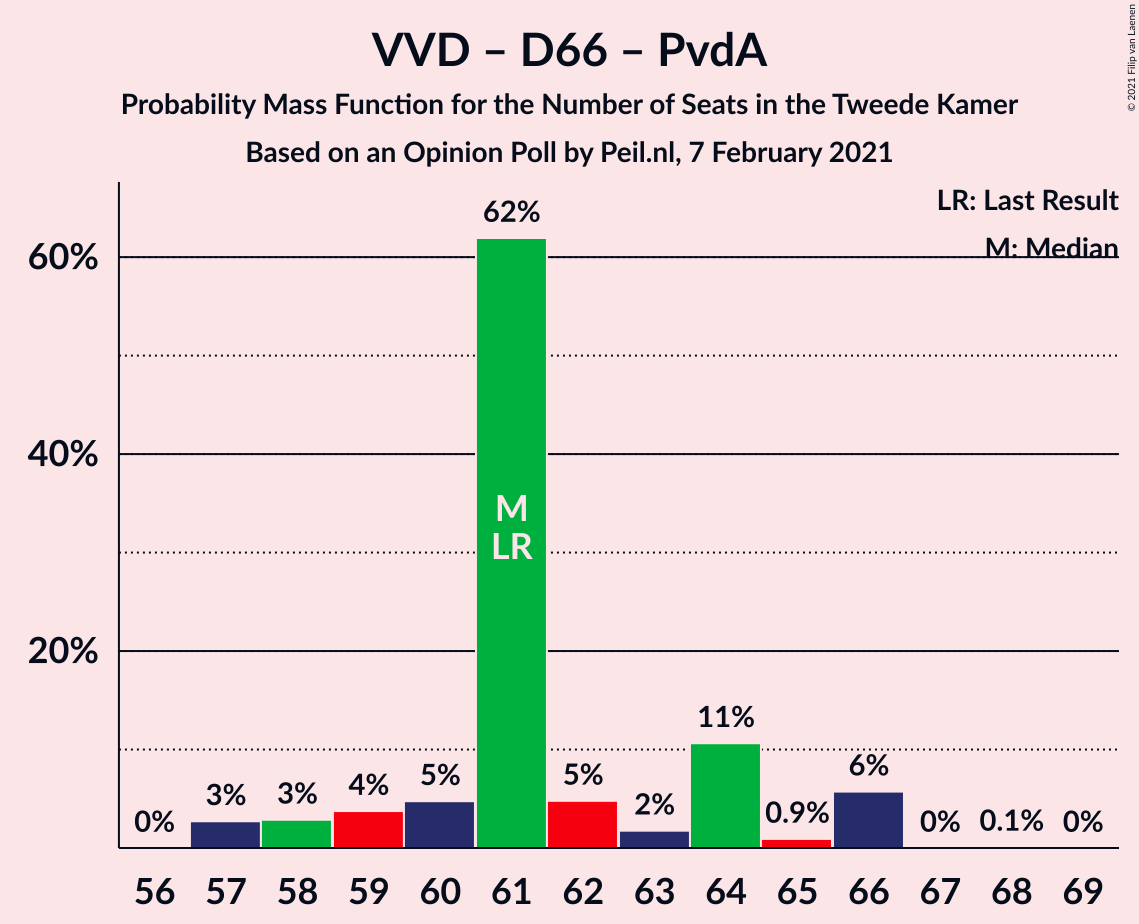 VVD – D66 – PvdA
Probability Mass Function for the Number of Seats in the Tweede Kamer
Based on an Opinion Poll by Peil.nl, 7 February 2021
© 2021 Filip van Laenen
LR: Last Result
M: Median
60%
40%
20%
0%
3%
3%
4%
5%
62%
M
LR
5%
2%
11%
0.9%
6%
0%
0.1%
0%
56 57 58 59 60 61 62 63 64 65 66 67 68 69